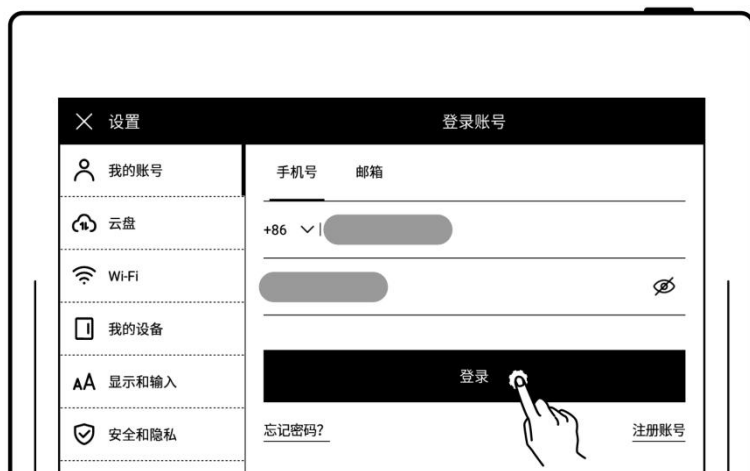 设置
登录账号
我的账号
云盘
Wi-Fi
我的设备
显示和输入
安全和隐私
手机号 邮箱
+86
登录
忘记密码? 注册账号